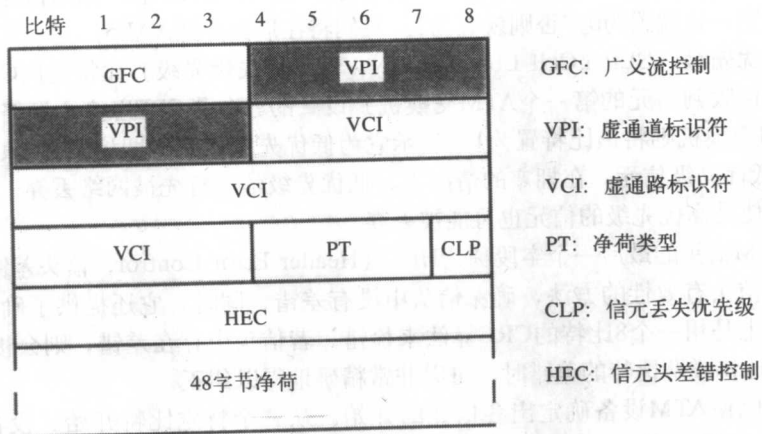 比特 1 2 3 4 5 6 7 8
GFC VPI
VPI VCI
VCI
VCI PT CLP
HEC
48字节净荷
GFC: 广义流控制
VPI: 虚通道标识符
VCI: 虚通路标识符
PT: 净荷类型
CLP: 信元丢失优先级
HEC: 信元头差错控制